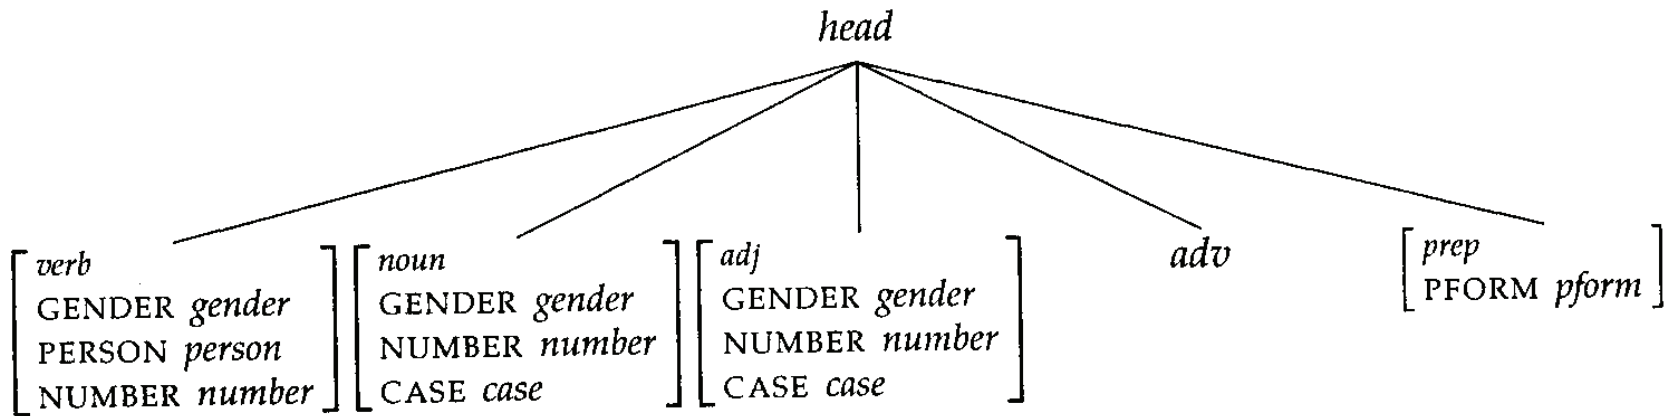 head
verb
GENDER gender
PERSON person
NUMBER number
noun
GENDER gender
NUMBER number
CASE case
adj
GENDER gender
NUMBER number
CASE case
adv
prep
PFORM pform